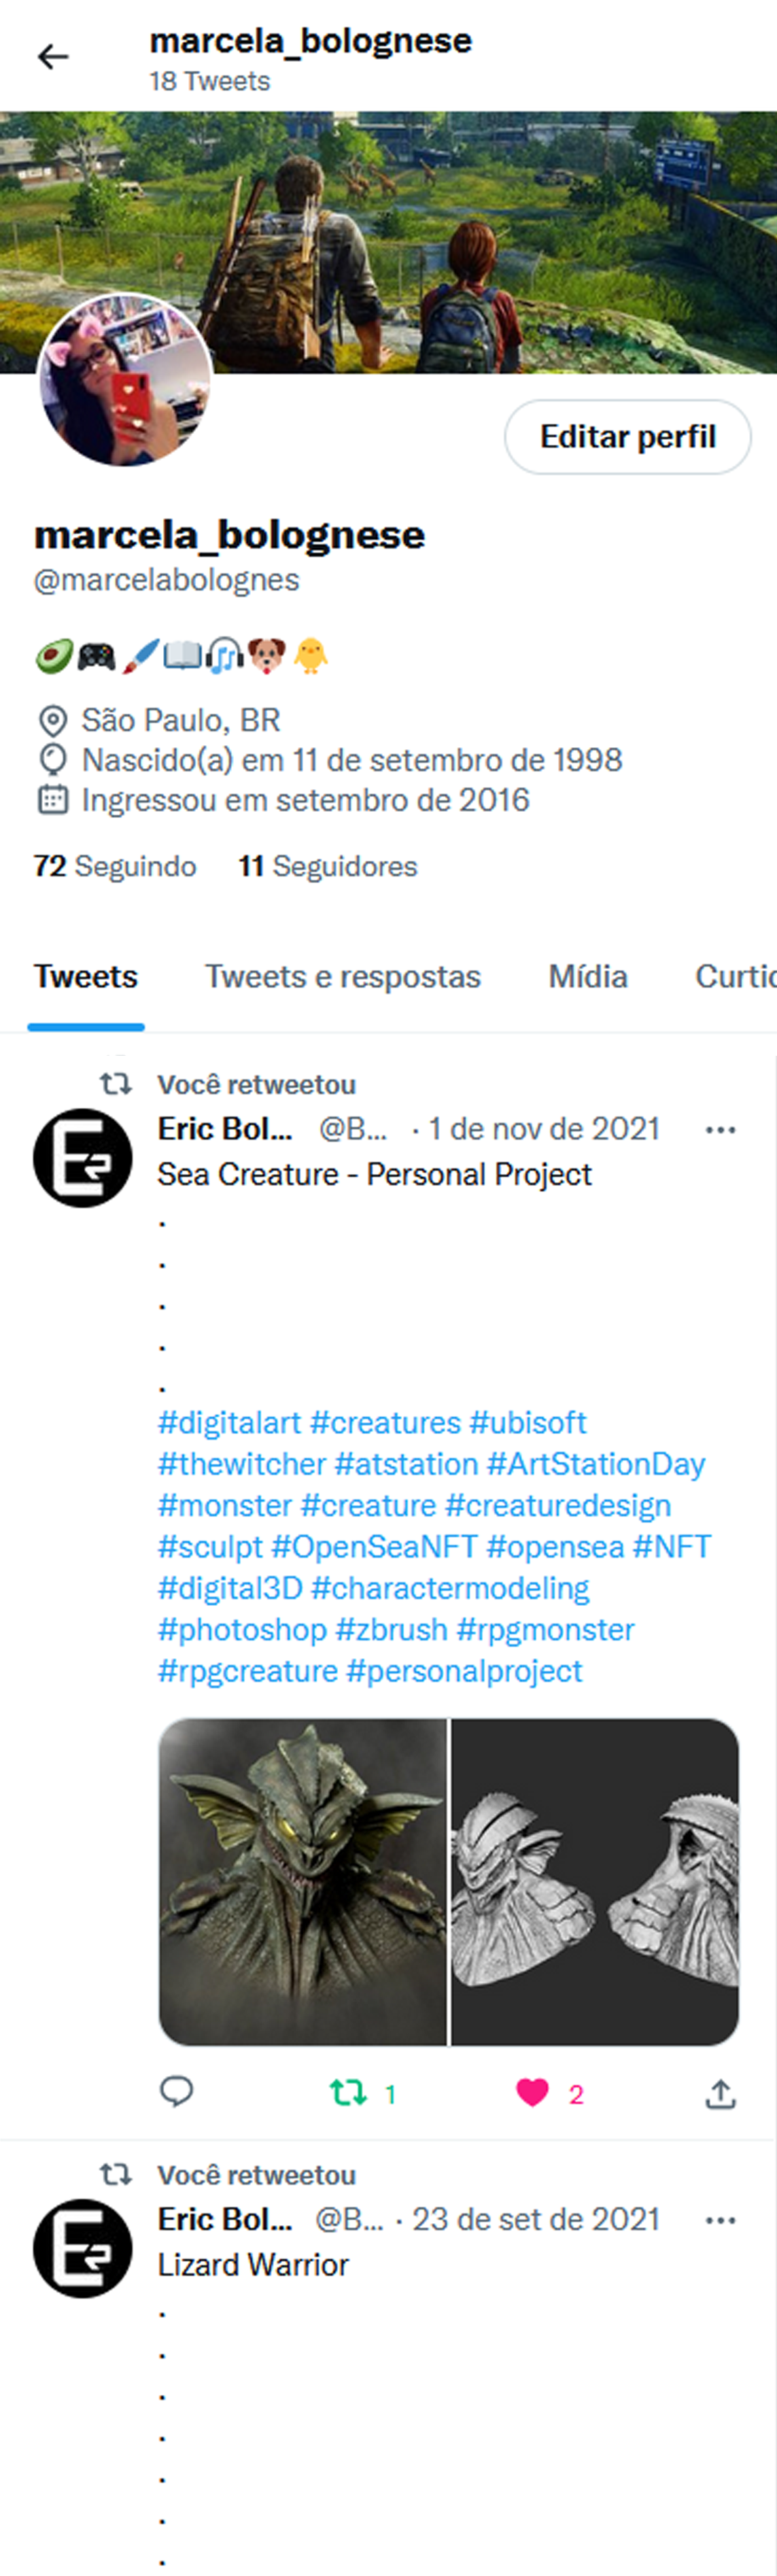 marcela_bolognese
18 Tweets
Editar perfil
marcela_bolognese
@marcelabolognes
🥑🎮🖌️📖🎧🐶🐥
São Paulo, BR
Nascido(a) em 11 de setembro de 1998
Ingressou em setembro de 2016
72 Seguindo 11 Seguidores
Tweets Tweets e respostas Mídia Curtic
Você retweetou
Eric Bol... @B... · 1 de nov de 2021 ...
Sea Creature - Personal Project
.
.
.
.
.
#digitalart #creatures #ubisoft
#thewitcher #atstation #ArtStationDay
#monster #creature #creaturedesign
#sculpt #OpenSeaNFT #opensea #NFT
#digital3D #charactermodeling
#photoshop #zbrush #rpgmonster
#rpgcreature #personalproject
1 2
Você retweetou
Eric Bol... @B... · 23 de set de 2021 ...
Lizard Warrior
.
.
.
.
.
.
.